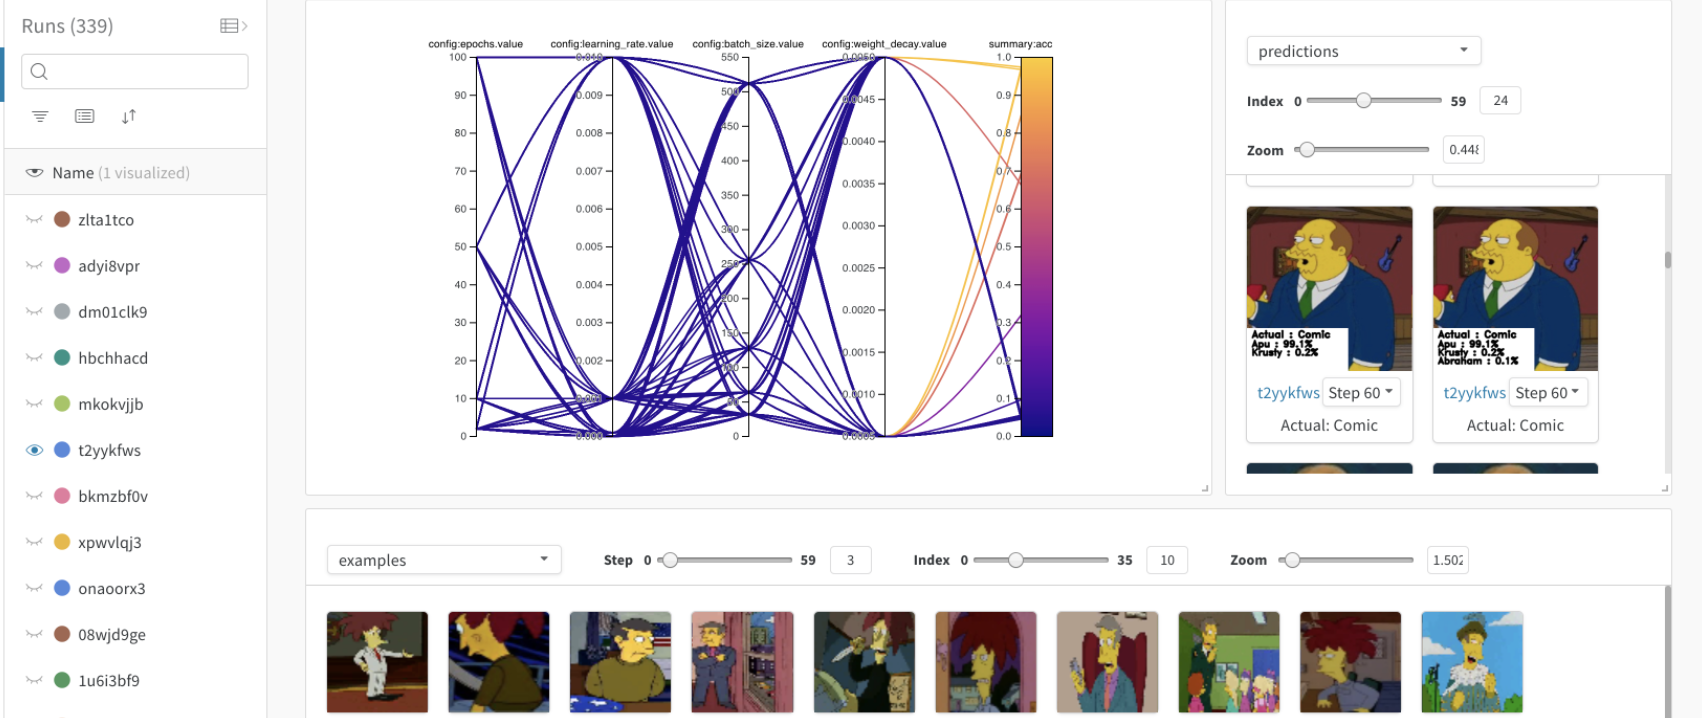 Runs (339)
Name (1 visualized)
zlta1tco
adyi8vpr
dm01clk9
hbchhacd
mkokvjjb
t2yykfws
bkmzbf0v
xpwvlqj3
onaoorx3
08wjd9ge
1u6i3bf9
config:epochs.value
100
90
80
70
60
50
40
30
20
10
0
config:learning_rate.value
0.010
0.009
0.008
0.007
0.006
0.005
0.004
0.003
0.002
0.001
0.000
config:batch_size.value
550
500
450
400
350
300
250
200
150
100
50
0
config:weight_decay.value
0.0050
0.0045
0.0040
0.0035
0.0030
0.0025
0.0020
0.0015
0.0010
0.0005
summary:acc
1.0
0.9
0.8
0.7
0.6
0.5
0.4
0.3
0.2
0.1
0.0
predictions
Index 0 59 24
Zoom 0.448
Actual : Comic
Apu : 99.1%
Krusty : 0.2%
t2yykfws Step 60
Actual: Comic
Actual : Comic
Apu : 99.1%
Krusty : 0.2%
Abraham : 0.1%
t2yykfws Step 60
Actual: Comic
examples
Step 0 59 3
Index 0 35 10
Zoom 1.502